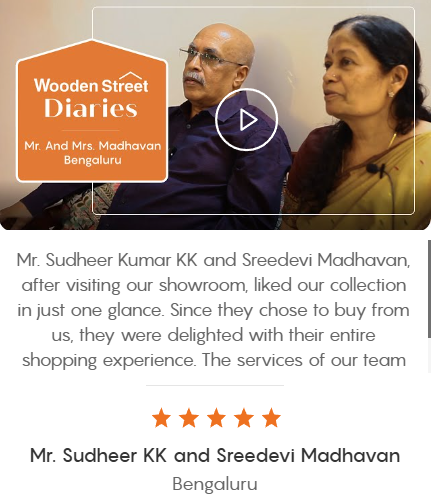 Wooden Street
Diaries
Mr. And Mrs. Madhavan
Bengaluru
Mr. Sudheer Kumar KK and Sreedevi Madhavan,
after visiting our showroom, liked our collection
in just one glance. Since they chose to buy from
us, they were delighted with their entire
shopping experience. The services of our team
Mr. Sudheer KK and Sreedevi Madhavan
Bengaluru